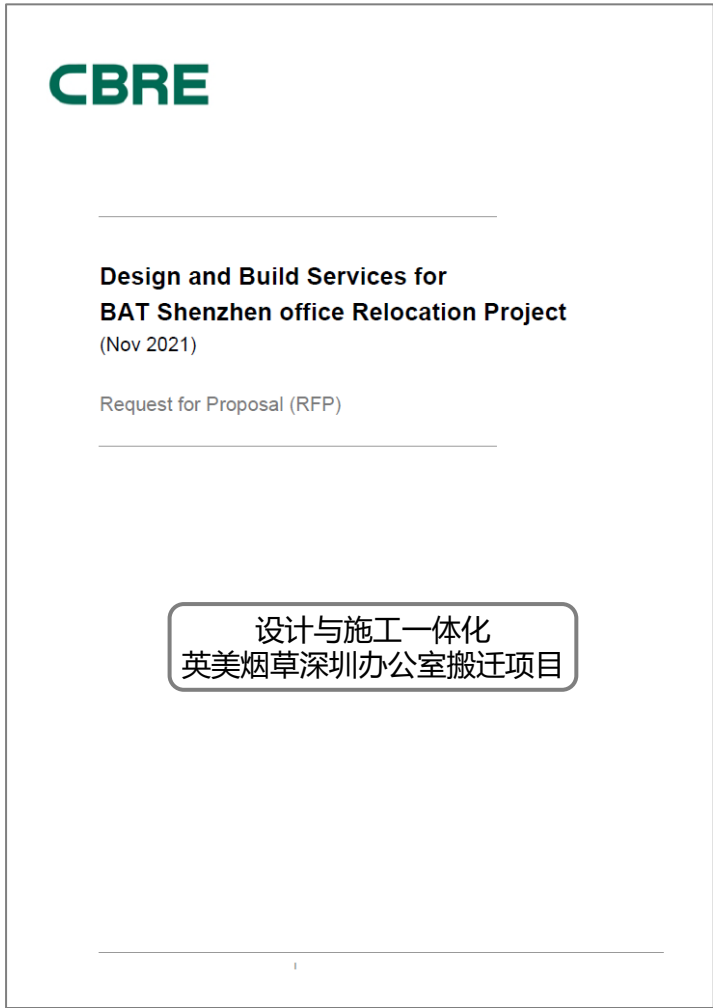 CBRE
Design and Build Services for
BAT Shenzhen office Relocation Project
(Nov 2021)
Request for Proposal (RFP)
设计与施工一体化
英美烟草深圳办公室搬迁项目